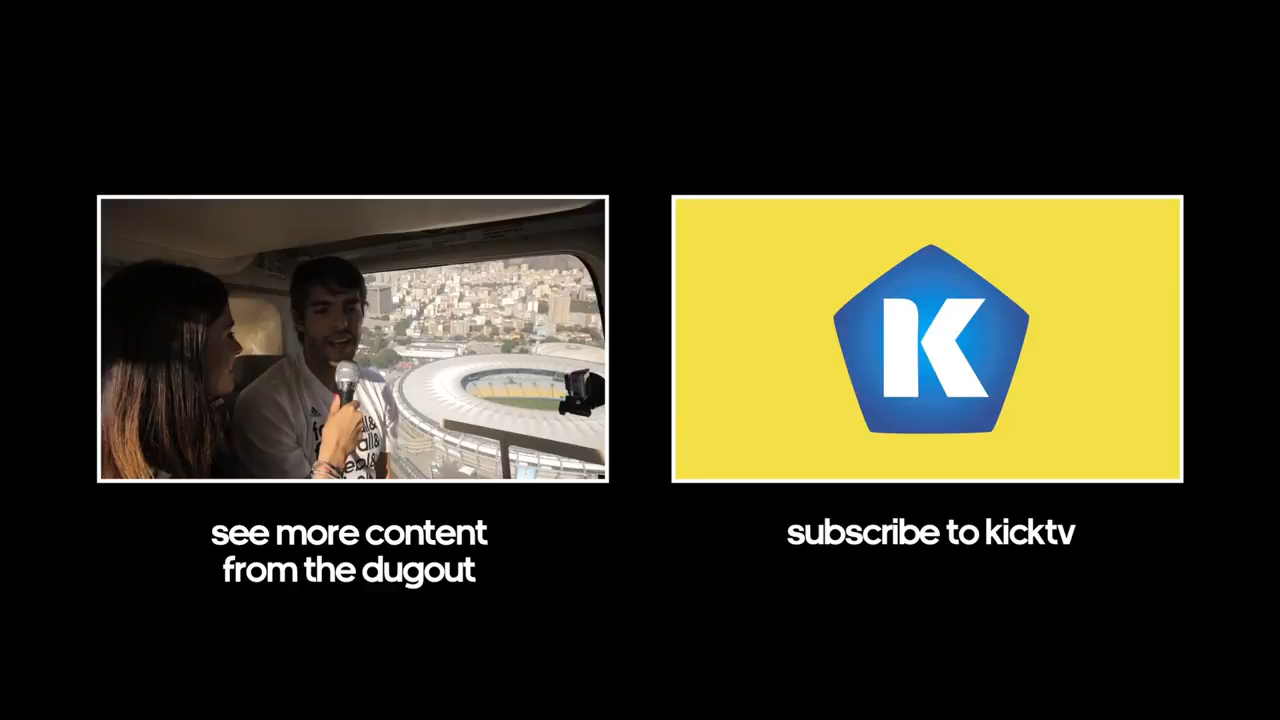 K
see more content
from the dugout
subscribe to kicktv